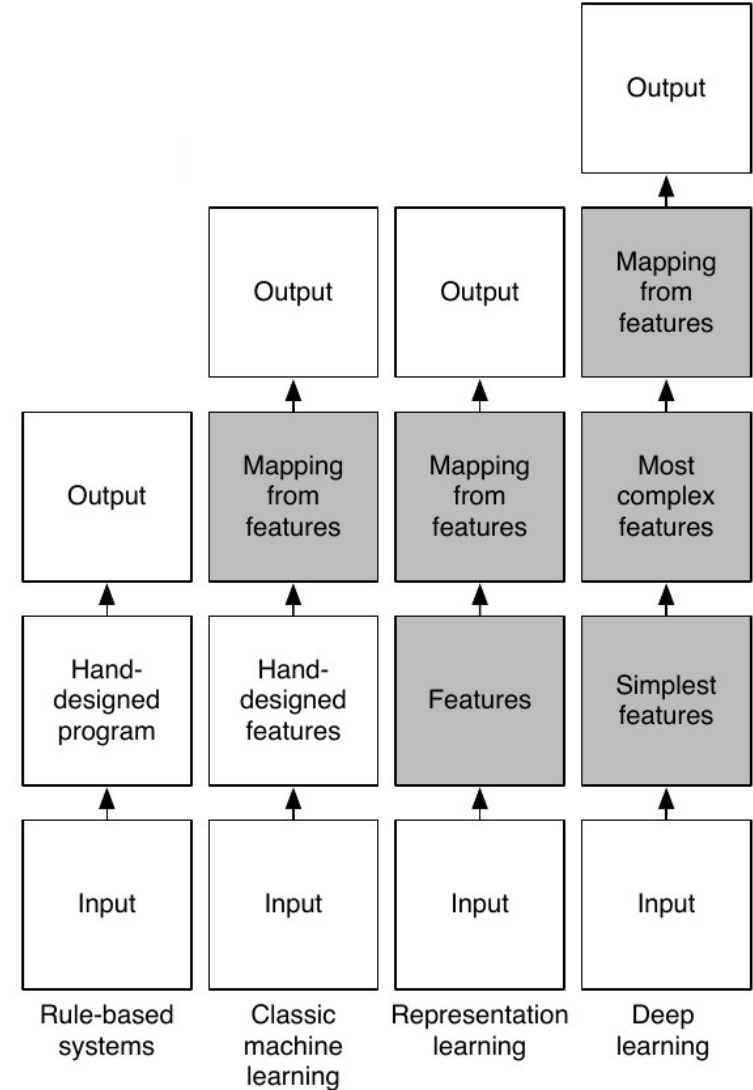 Output
Mapping
from
features
Output
Output
Most
complex
features
Mapping
from
features
Mapping
from
features
Output
Simplest
features
Features
Hand-
designed
features
Hand-
designed
program
Input
Input
Input
Input
Rule-based
systems
Classic
machine
learning
Representation
learning
Deep
learning